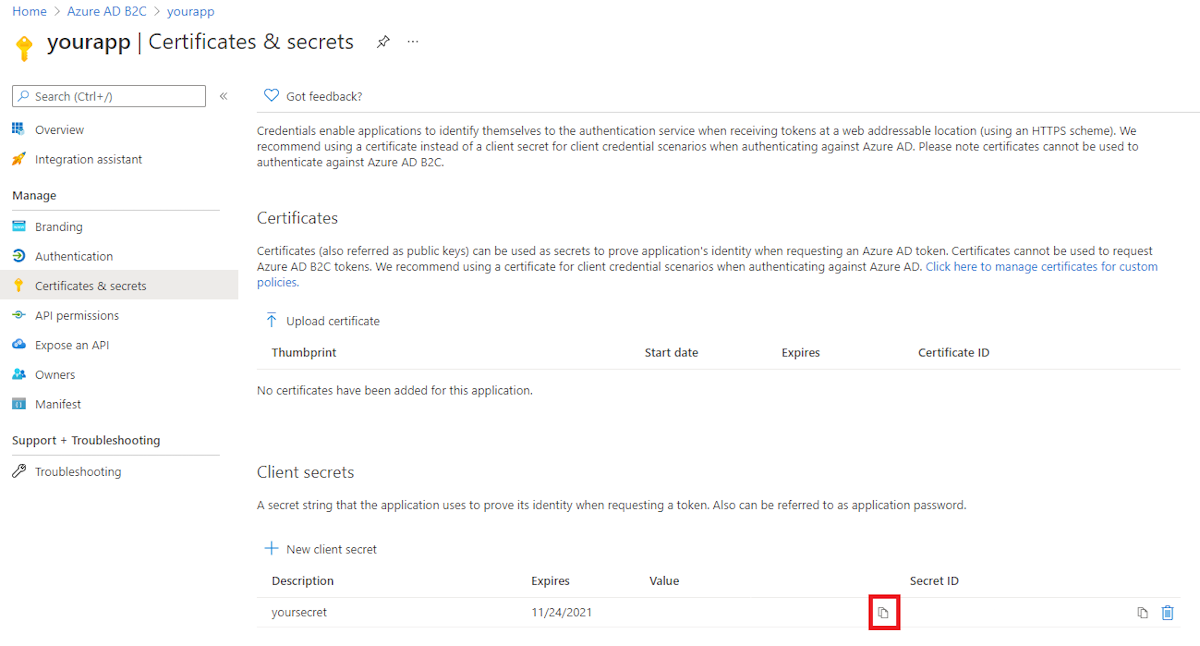 Home > Azure AD B2C > yourapp
yourapp | Certificates & secrets
Search (Ctrl+/)
Overview
Integration assistant
Manage
Branding
Authentication
Certificates & secrets
API permissions
Expose an API
Owners
Manifest
Support + Troubleshooting
Troubleshooting
Got feedback?
Credentials enable applications to identify themselves to the authentication service when receiving tokens at a web addressable location (using an HTTPS scheme). We
recommend using a certificate instead of a client secret for client credential scenarios when authenticating against Azure AD. Please note certificates cannot be used to
authenticate against Azure AD B2C.
Certificates
Certificates (also referred as public keys) can be used as secrets to prove application's identity when requesting an Azure AD token. Certificates cannot be used to request
Azure AD B2C tokens. We recommend using a certificate for client credential scenarios when authenticating against Azure AD. Click here to manage certificates for custom
policies.
Upload certificate
Thumbprint Start date Expires Certificate ID
No certificates have been added for this application.
Client secrets
A secret string that the application uses to prove its identity when requesting a token. Also can be referred to as application password.
New client secret
Description Expires Value Secret ID
yoursecret 11/24/2021